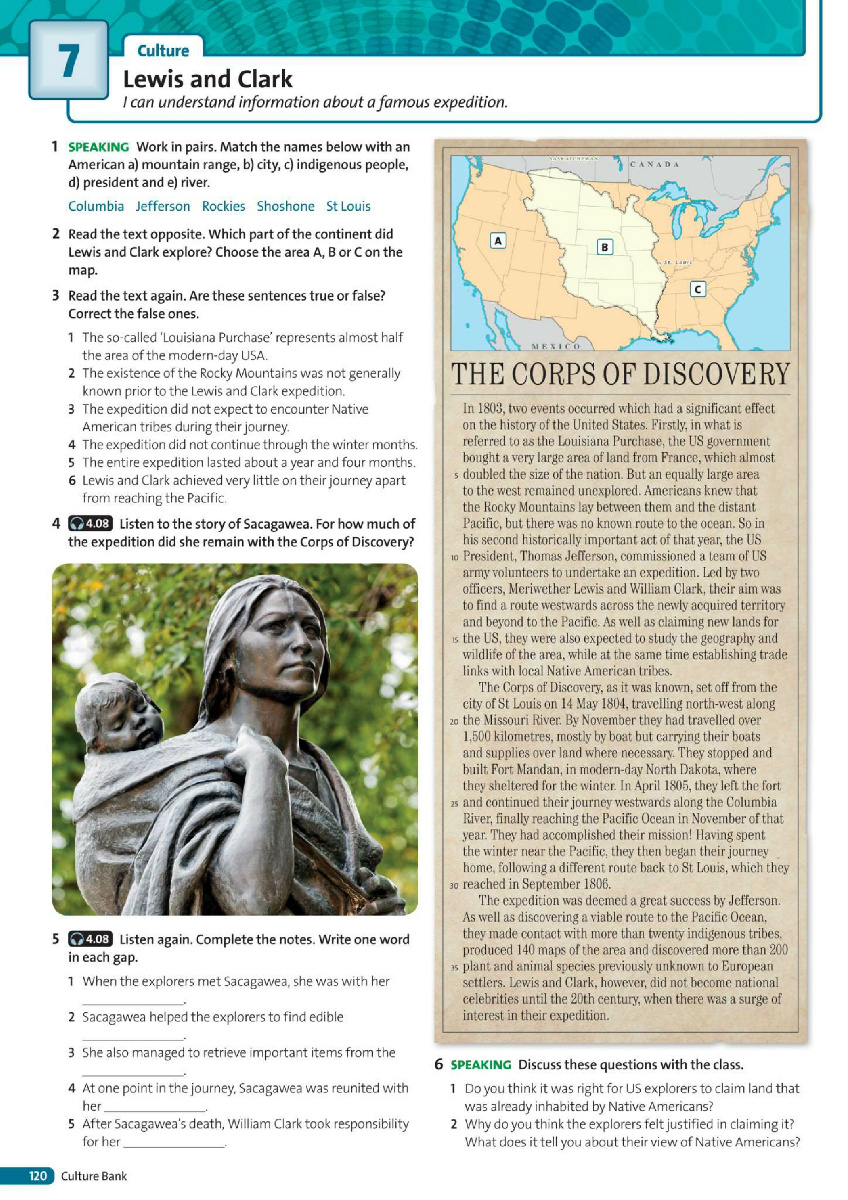 7
Culture
Lewis and Clark
I can understand information about a famous expedition.
1 SPEAKING Work in pairs. Match the names below with an
American a) mountain range, b) city, c) indigenous people,
d) president and e) river.
Columbia Jefferson Rockies Shoshone St Louis
2 Read the text opposite. Which part of the continent did
Lewis and Clark explore? Choose the area A, B or C on the
map.
3 Read the text again. Are these sentences true or false?
Correct the false ones.
1 The so-called ‘Louisiana Purchase’ represents almost half
the area of the modern-day USA.
2 The existence of the Rocky Mountains was not generally
known prior to the Lewis and Clark expedition.
3 The expedition did not expect to encounter Native
American tribes during their journey.
4 The expedition did not continue through the winter months.
5 The entire expedition lasted about a year and four months.
6 Lewis and Clark achieved very little on their journey apart
from reaching the Pacific.
4 4.08 Listen to the story of Sacagawea. For how much of
the expedition did she remain with the Corps of Discovery?
5 4.08 Listen again. Complete the notes. Write one word
in each gap.
1 When the explorers met Sacagawea, she was with her
_______________.
2 Sacagawea helped the explorers to find edible
_______________.
3 She also managed to retrieve important items from the
_______________.
4 At one point in the journey, Sacagawea was reunited with
her _______________.
5 After Sacagawea’s death, William Clark took responsibility
for her _______________.
SASKATCHEWAN
CANADA
A
B
ST. LOUIS
C
MEXICO
THE CORPS OF DISCOVERY
In 1803, two events occurred which had a significant effect
on the history of the United States. Firstly, in what is
referred to as the Louisiana Purchase, the US government
bought a very large area of land from France, which almost
5 doubled the size of the nation. But an equally large area
to the west remained unexplored. Americans knew that
the Rocky Mountains lay between them and the distant
Pacific, but there was no known route to the ocean. So in
his second historically important act of that year, the US
10 President, Thomas Jefferson, commissioned a team of US
army volunteers to undertake an expedition. Led by two
officers, Meriwether Lewis and William Clark, their aim was
to find a route westwards across the newly acquired territory
and beyond to the Pacific. As well as claiming new lands for
15 the US, they were also expected to study the geography and
wildlife of the area, while at the same time establishing trade
links with local Native American tribes.
The Corps of Discovery, as it was known, set off from the
city of St Louis on 14 May 1804, travelling north-west along
20 the Missouri River. By November they had travelled over
1,500 kilometres, mostly by boat but carrying their boats
and supplies over land where necessary. They stopped and
built Fort Mandan, in modern-day North Dakota, where
they sheltered for the winter. In April 1805, they left the fort
25 and continued their journey westwards along the Columbia
River, finally reaching the Pacific Ocean in November of that
year. They had accomplished their mission! Having spent
the winter near the Pacific, they then began their journey
home, following a different route back to St Louis, which they
30 reached in September 1806.
The expedition was deemed a great success by Jefferson.
As well as discovering a viable route to the Pacific Ocean,
they made contact with more than twenty indigenous tribes,
produced 140 maps of the area and discovered more than 200
35 plant and animal species previously unknown to European
settlers. Lewis and Clark, however, did not become national
celebrities until the 20th century, when there was a surge of
interest in their expedition.
6 SPEAKING Discuss these questions with the class.
1 Do you think it was right for US explorers to claim land that
was already inhabited by Native Americans?
2 Why do you think the explorers felt justified in claiming it?
What does it tell you about their view of Native Americans?
120 Culture Bank